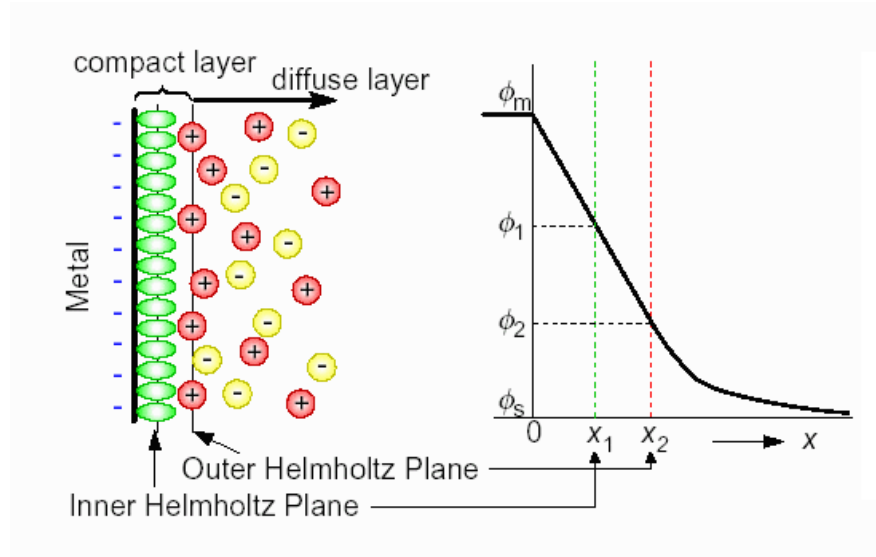 compact layer
diffuse layer
Metal
- - - - - - - - - - 
+ + + + + + + + + + + +
- - - - - - - - - -
Outer Helmholtz Plane
Inner Helmholtz Plane
ϕm
ϕ1
ϕ2
ϕs
0 x1 x2 x